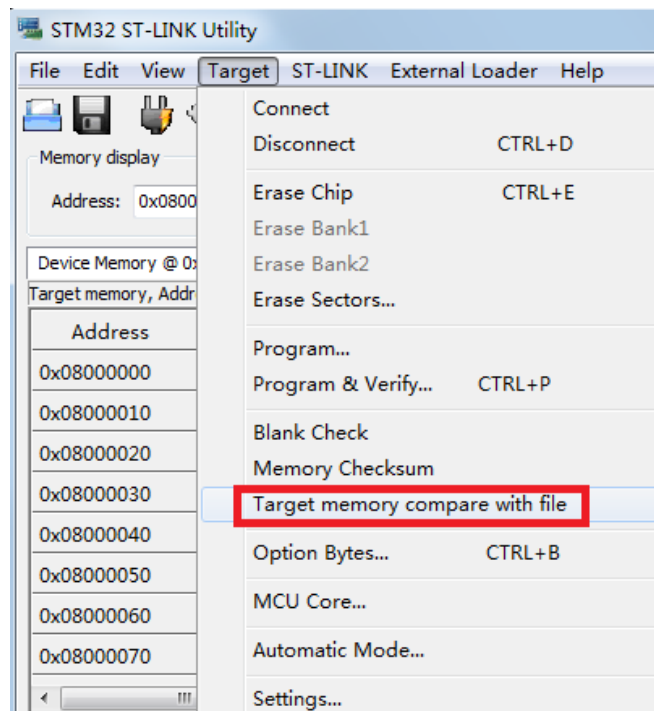 STM32 ST-LINK Utility
File Edit View Target ST-LINK External Loader Help
Memory display
Address: 0x0800
Device Memory @ 0x
Target memory, Addr
Address
0x08000000
0x08000010
0x08000020
0x08000030
0x08000040
0x08000050
0x08000060
0x08000070
Connect
Disconnect CTRL+D
Erase Chip CTRL+E
Erase Bank1
Erase Bank2
Erase Sectors...
Program...
Program & Verify... CTRL+P
Blank Check
Memory Checksum
Target memory compare with file
Option Bytes... CTRL+B
MCU Core...
Automatic Mode...
Settings...